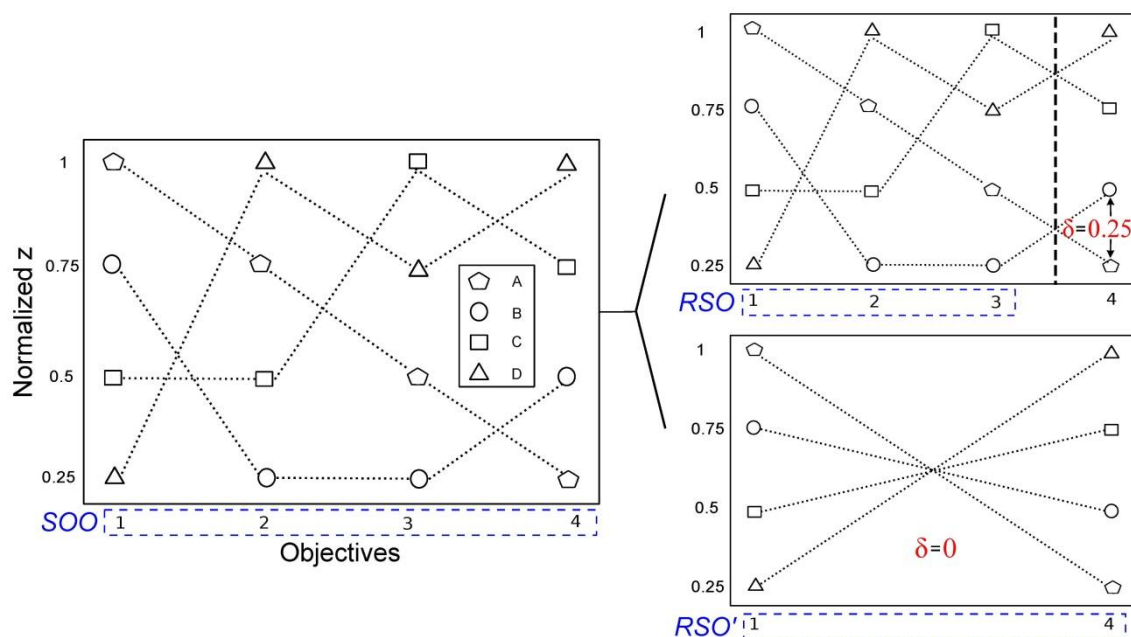 Normalized z
1
0.75
0.5
0.25
A
B
C
D
SOO 1 2 3 4
Objectives
1
0.75
0.5
0.25
δ=0.25
RSO 1 2 3 4
1
0.75
0.5
0.25
δ=0
RSO' 1 4